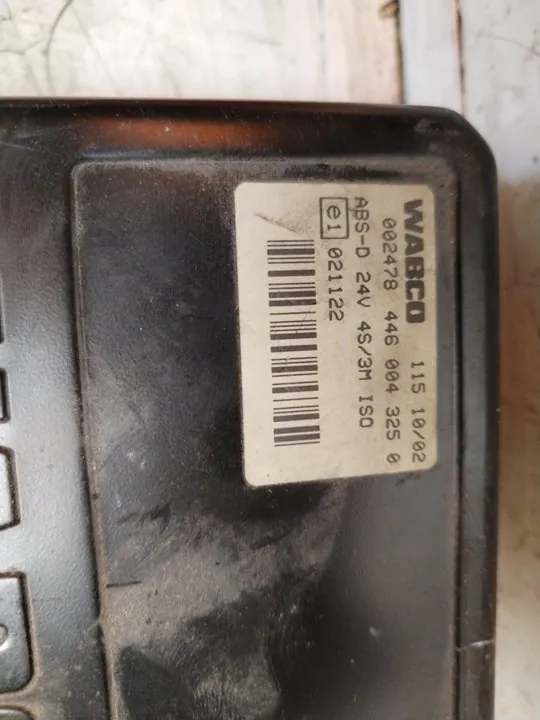 WABCO 115 10/02
002478 446 004 325 0
ABS-D 24V 4S/3M ISO
e1 021122